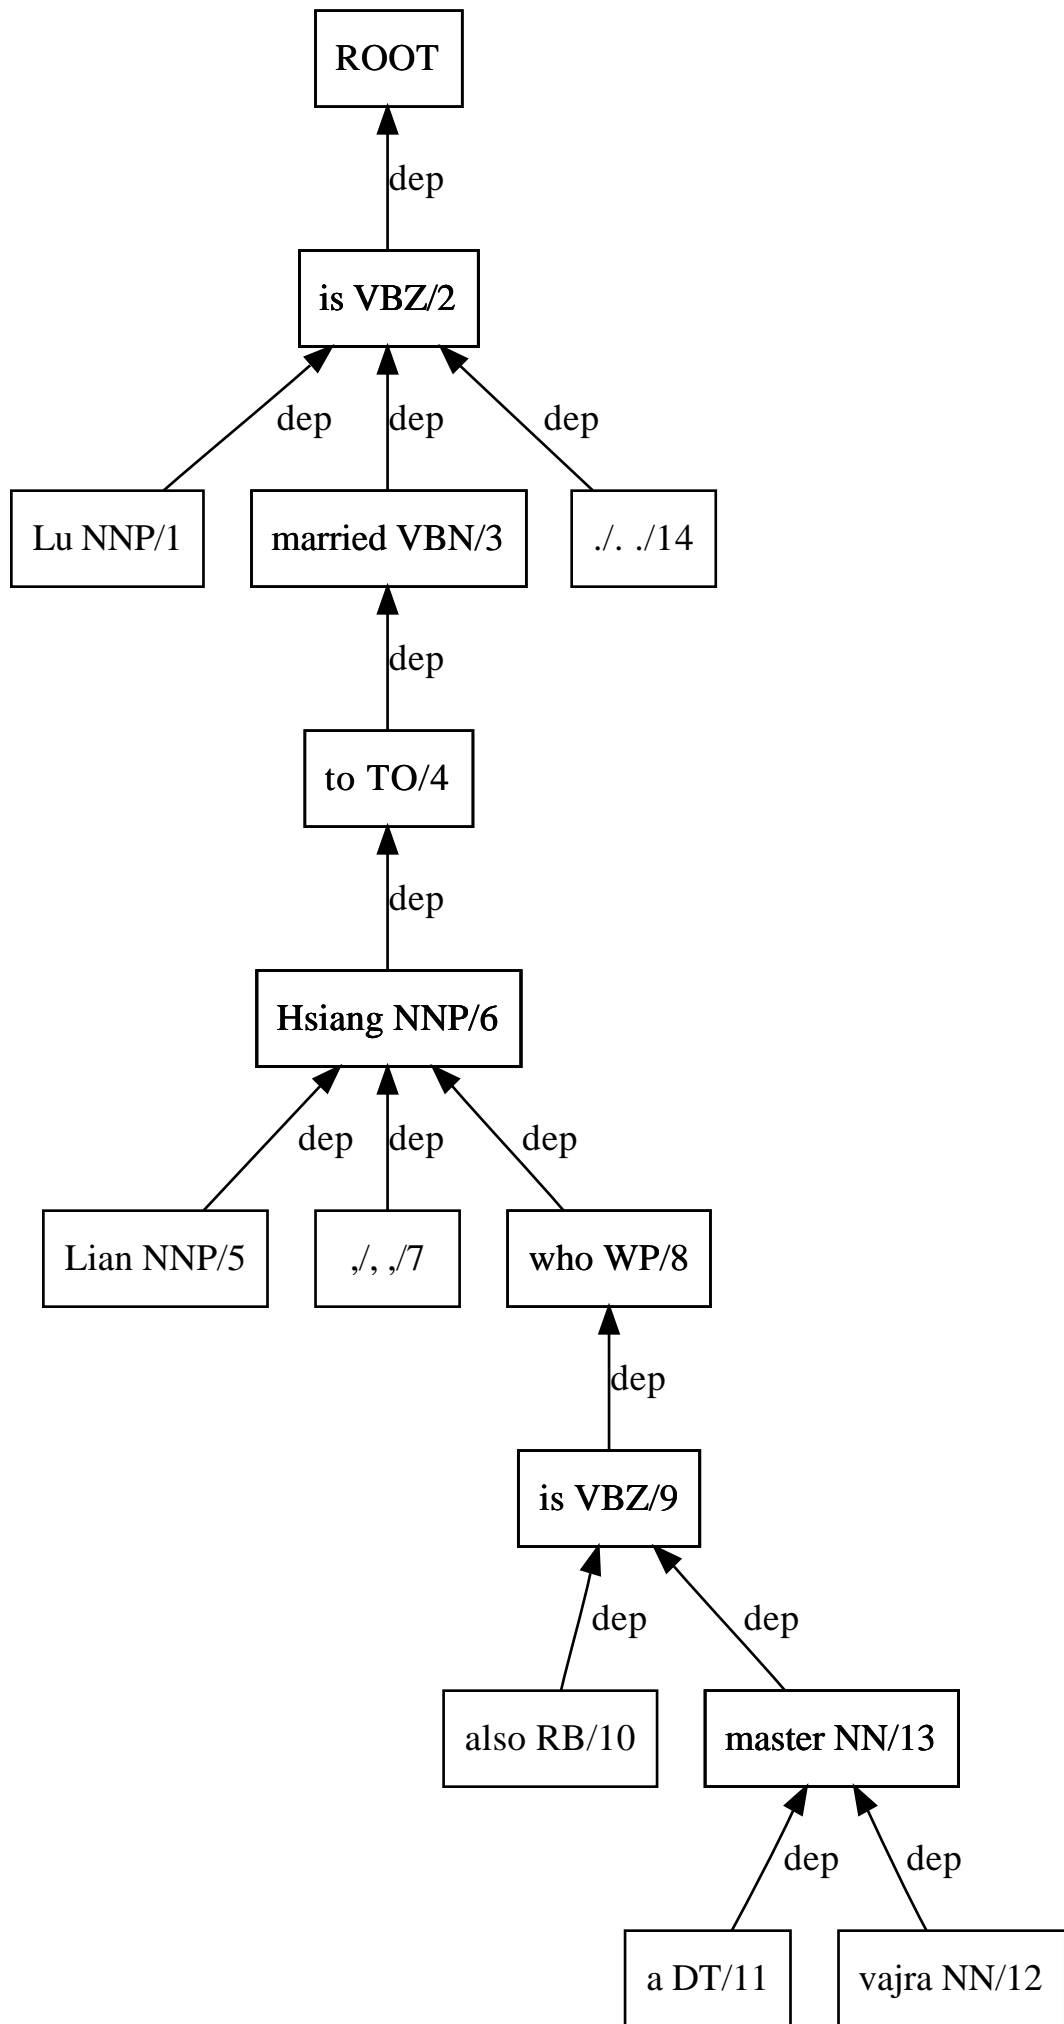 ROOT
dep
is VBZ/2
dep dep dep
Lu NNP/1 married VBN/3 ./. ./14
dep
to TO/4
dep
Hsiang NNP/6
dep dep dep
Lian NNP/5 ,/, ,/7 who WP/8
dep
is VBZ/9
dep dep
also RB/10 master NN/13
dep dep
a DT/11 vajra NN/12